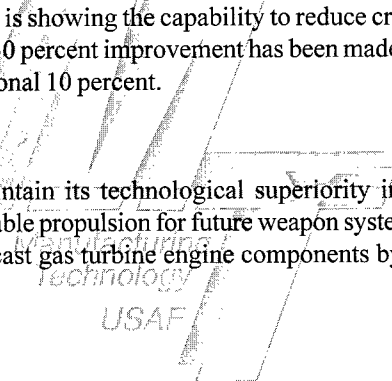 is showing the capability to reduce cr
0 percent improvement has been made
onal 10 percent.
ntain its technological superiority i
able propulsion for future weapon syste
cast gas turbine engine components by
Manufacturing
Technology
USAF